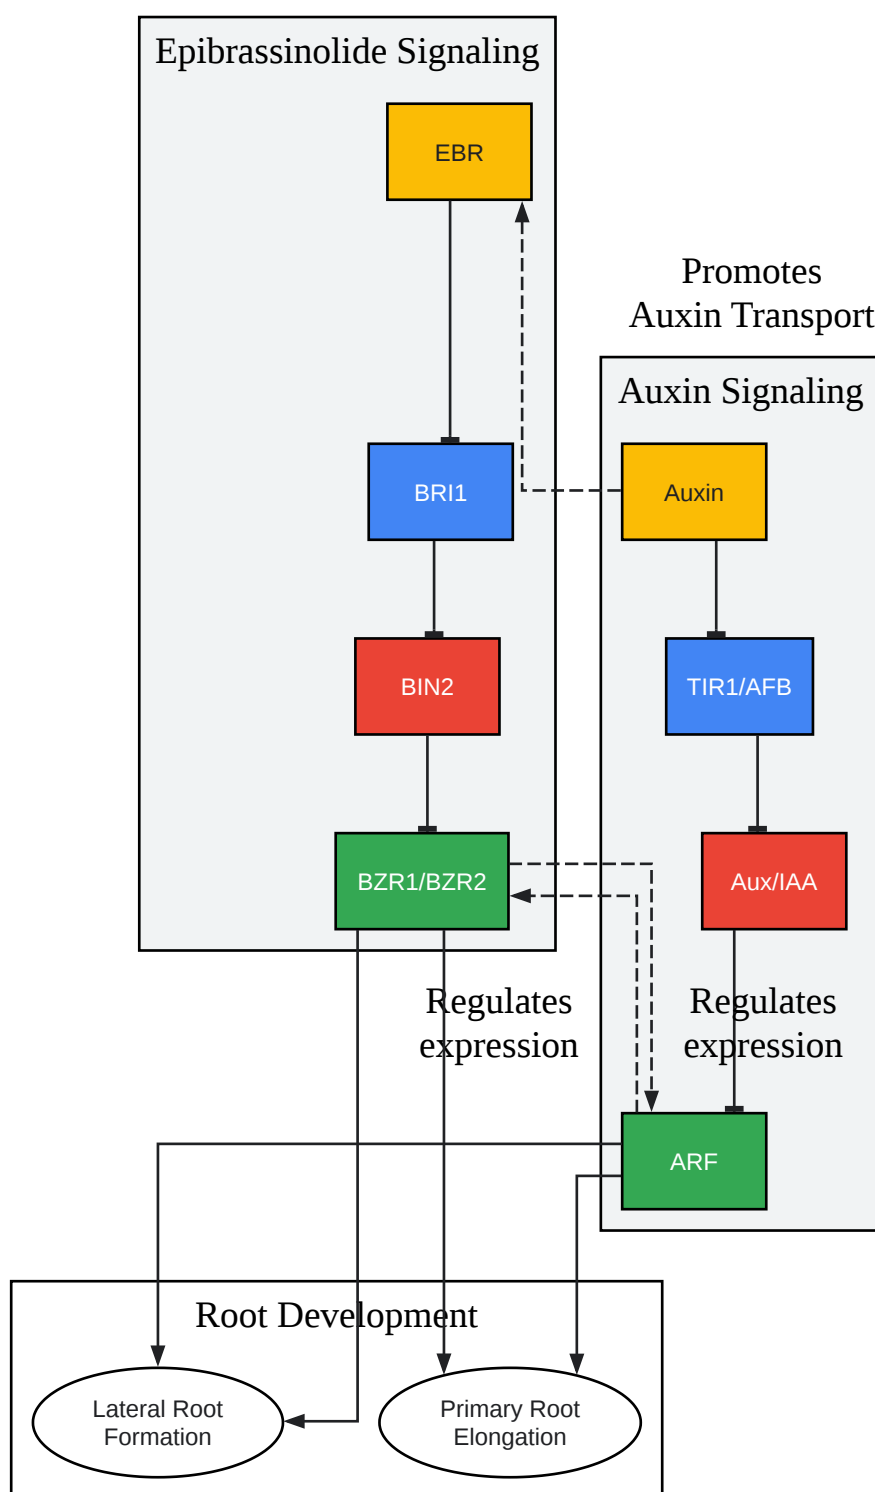 Epibrassinolide Signaling
EBR
Promotes
Auxin Transport
Auxin Signaling
BRI1
Auxin
BIN2
TIR1/AFB
BZR1/BZR2
Aux/IAA
Regulates
expression
Regulates
expression
ARF
Root Development
Lateral Root
Formation
Primary Root
Elongation